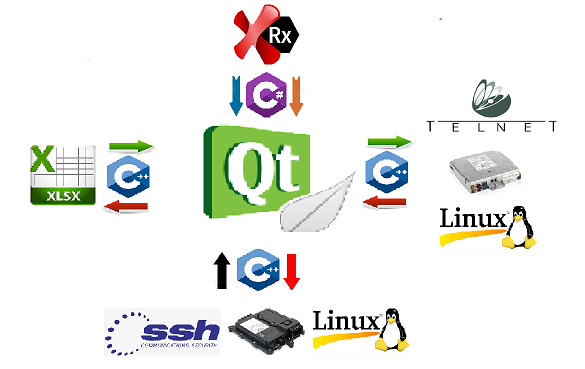 Rx
C#
TELNET
X
XLSX
C++
Qt
C++
Linux
C++
ssh
COMMUNICATIONS SECURITY
Linux